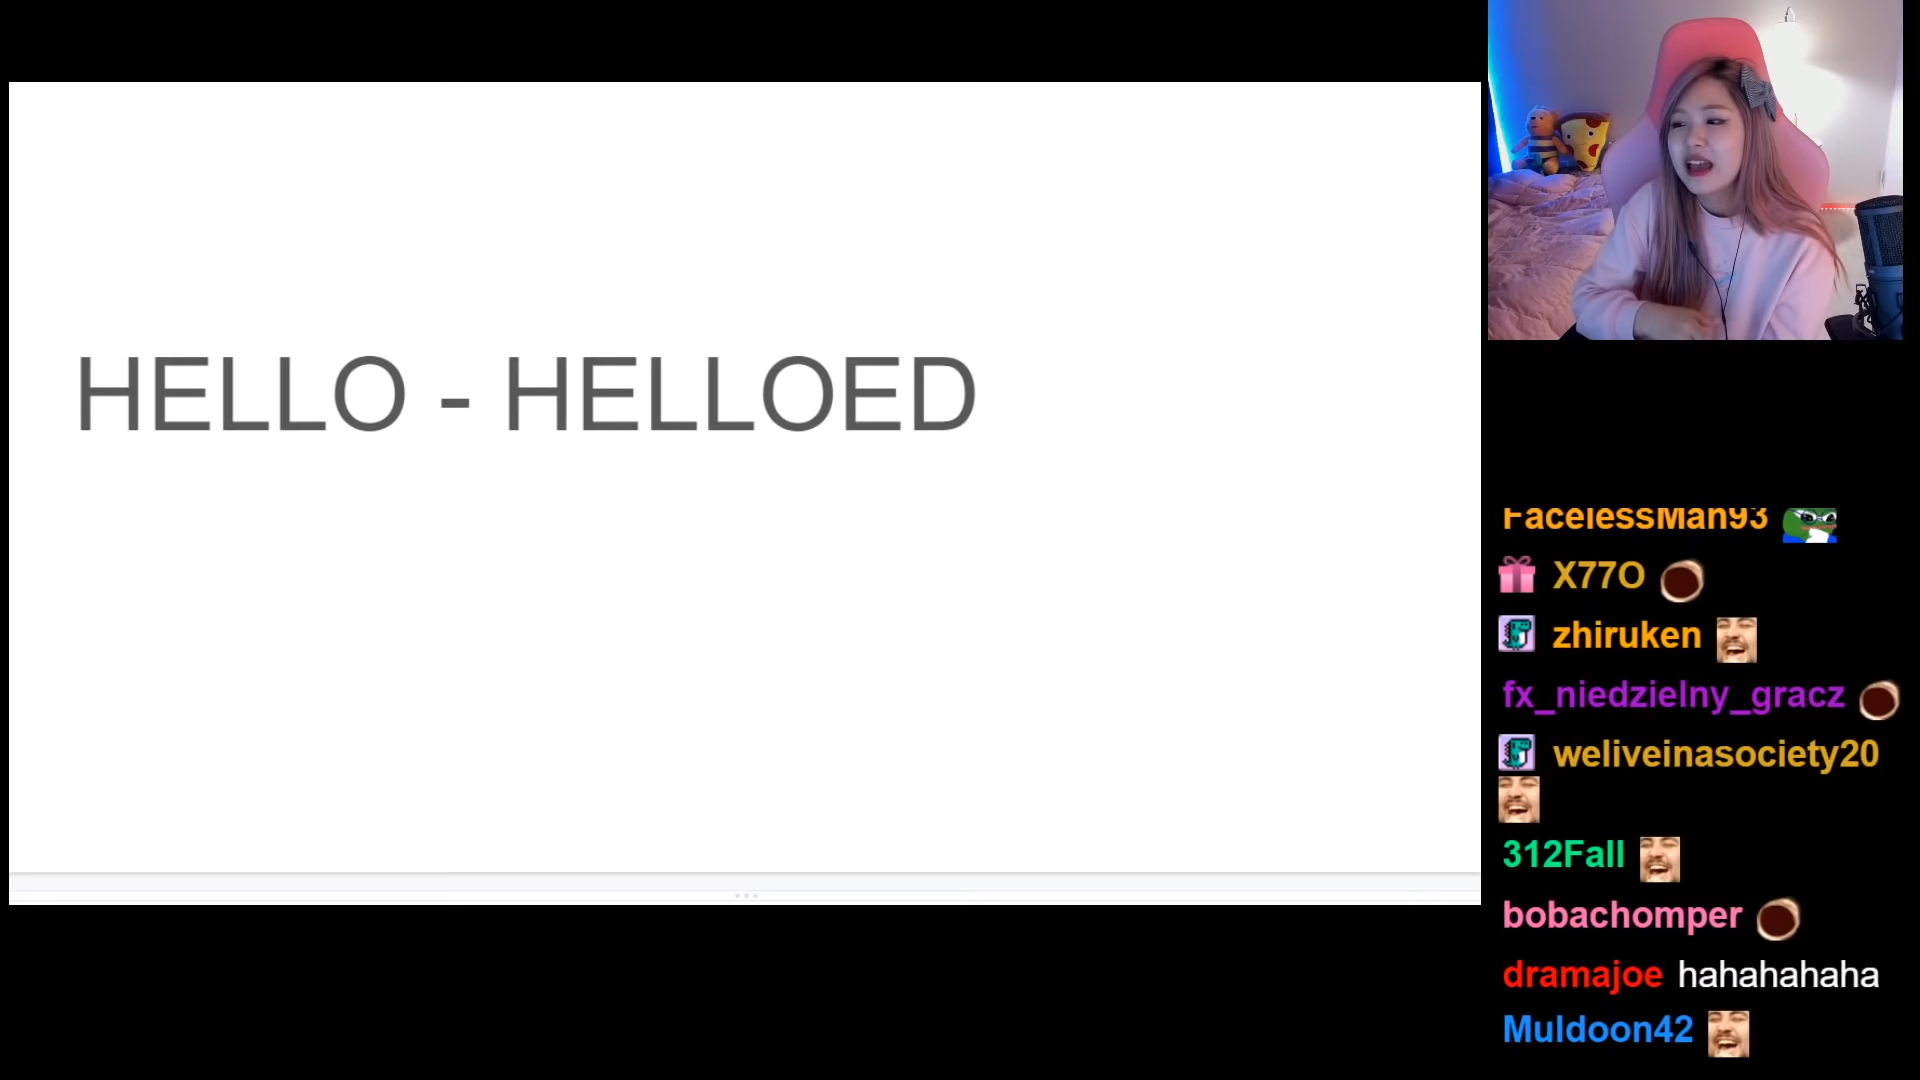 HELLO - HELLOED
FacelessMan93
X77O
zhiruken
fx_niedzielny_gracz
weliveinasociety20
312Fall
bobachomper
dramajoe hahahahaha
Muldoon42